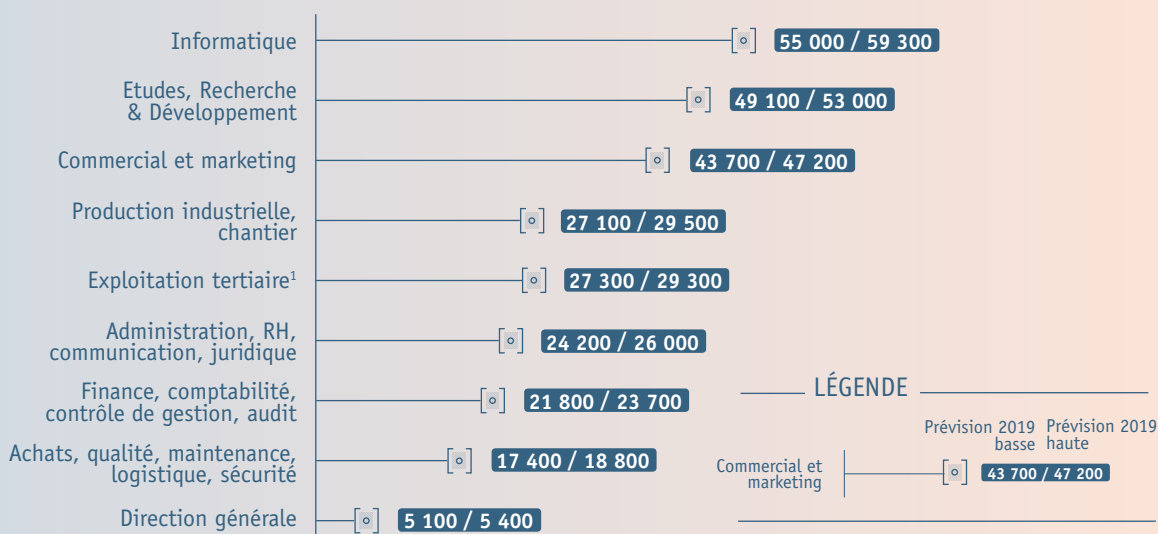 Informatique
55 000 / 59 300
Etudes, Recherche
& Développement
49 100 / 53 000
Commercial et marketing
43 700 / 47 200
Production industrielle,
chantier
27 100 / 29 500
Exploitation tertiaire¹
27 300 / 29 300
Administration, RH,
communication, juridique
24 200 / 26 000
Finance, comptabilité,
contrôle de gestion, audit
21 800 / 23 700
Achats, qualité, maintenance,
logistique, sécurité
17 400 / 18 800
Direction générale
5 100 / 5 400
LÉGENDE
Prévision 2019
basse
Prévision 2019
haute
Commercial et
marketing
43 700 / 47 200